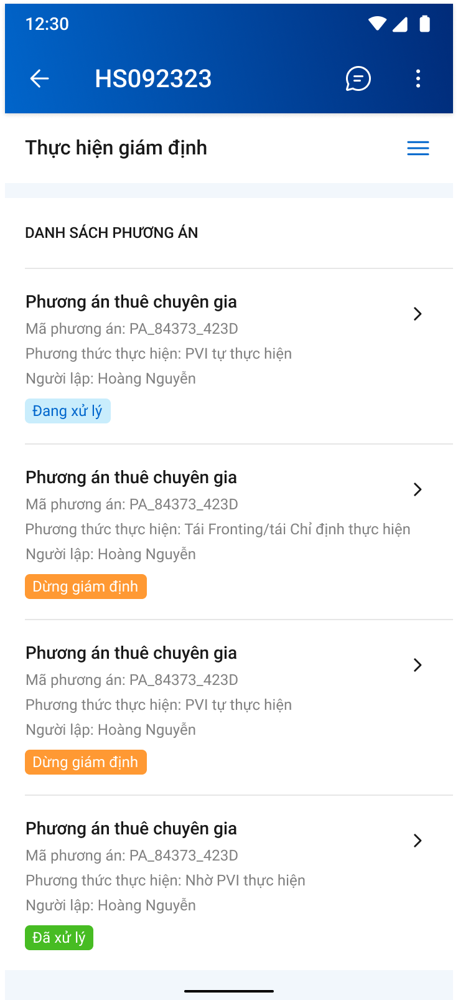 12:30
HS092323
Thực hiện giám định
DANH SÁCH PHƯƠNG ÁN
Phương án thuê chuyên gia
Mã phương án: PA_84373_423D
Phương thức thực hiện: PVI tự thực hiện
Người lập: Hoàng Nguyễn
Đang xử lý
Phương án thuê chuyên gia
Mã phương án: PA_84373_423D
Phương thức thực hiện: Tái Fronting/tái Chỉ định thực hiện
Người lập: Hoàng Nguyễn
Dừng giám định
Phương án thuê chuyên gia
Mã phương án: PA_84373_423D
Phương thức thực hiện: PVI tự thực hiện
Người lập: Hoàng Nguyễn
Dừng giám định
Phương án thuê chuyên gia
Mã phương án: PA_84373_423D
Phương thức thực hiện: Nhờ PVI thực hiện
Người lập: Hoàng Nguyễn
Đã xử lý